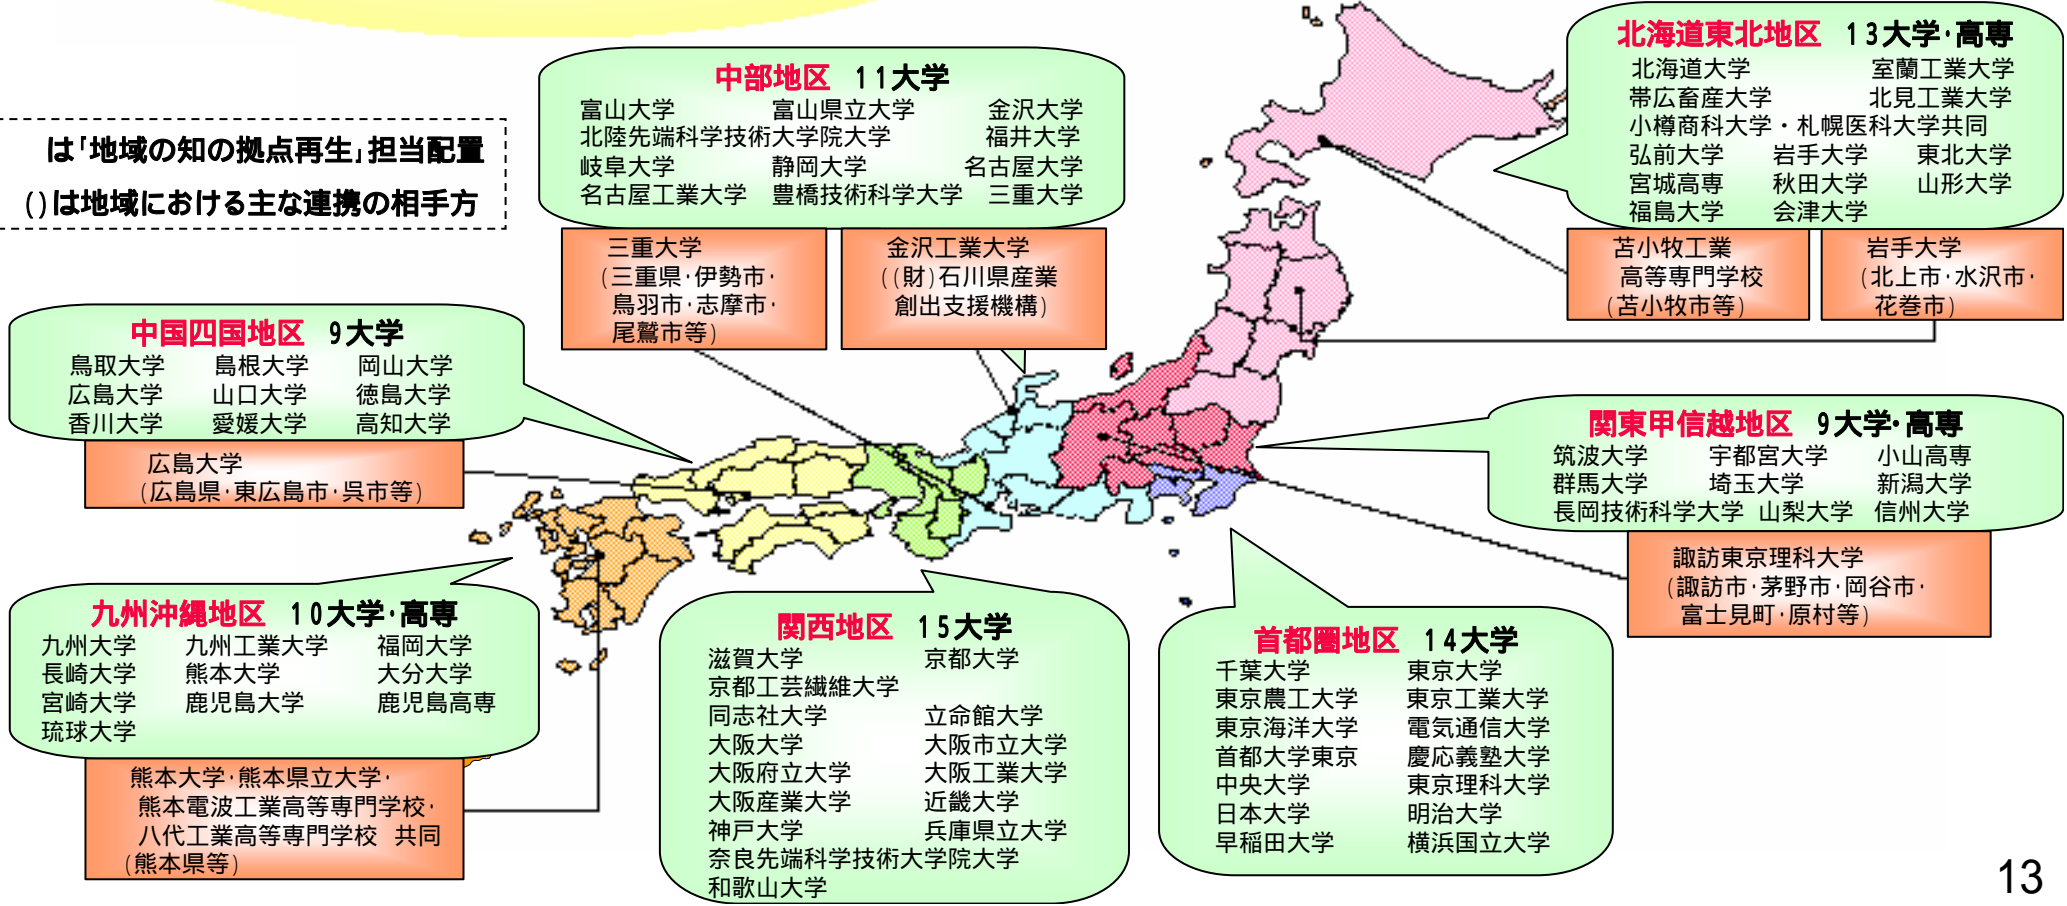 は「地域の知の拠点再生」担当配置
()は地域における主な連携の相手方
中部地区 11大学
富山大学 富山県立大学 金沢大学
北陸先端科学技術大学院大学 福井大学
岐阜大学 静岡大学 名古屋大学
名古屋工業大学 豊橋技術科学大学 三重大学
三重大学
(三重県・伊勢市・
鳥羽市・志摩市・
尾鷲市等)
金沢工業大学
((財)石川県産業
創出支援機構)
北海道東北地区 13大学・高専
北海道大学 室蘭工業大学
帯広畜産大学 北見工業大学
小樽商科大学・札幌医科大学共同
弘前大学 岩手大学 東北大学
宮城高専 秋田大学 山形大学
福島大学 会津大学
苫小牧工業
高等専門学校
(苫小牧市等)
岩手大学
(北上市・水沢市・
花巻市)
中国四国地区 9大学
鳥取大学 島根大学 岡山大学
広島大学 山口大学 徳島大学
香川大学 愛媛大学 高知大学
広島大学
(広島県・東広島市・呉市等)
関東甲信越地区 9大学・高専
筑波大学 宇都宮大学 小山高専
群馬大学 埼玉大学 新潟大学
長岡技術科学大学 山梨大学 信州大学
諏訪東京理科大学
(諏訪市・茅野市・岡谷市・
富士見町・原村等)
九州沖縄地区 10大学・高専
九州大学 九州工業大学 福岡大学
長崎大学 熊本大学 大分大学
宮崎大学 鹿児島大学 鹿児島高専
琉球大学
熊本大学・熊本県立大学・
熊本電波工業高等専門学校・
八代工業高等専門学校 共同
(熊本県等)
関西地区 15大学
滋賀大学 京都大学
京都工芸繊維大学
同志社大学 立命館大学
大阪大学 大阪市立大学
大阪府立大学 大阪工業大学
大阪産業大学 近畿大学
神戸大学 兵庫県立大学
奈良先端科学技術大学院大学
和歌山大学
首都圏地区 14大学
千葉大学 東京大学
東京農工大学 東京工業大学
東京海洋大学 電気通信大学
首都大学東京 慶応義塾大学
中央大学 東京理科大学
日本大学 明治大学
早稲田大学 横浜国立大学
13